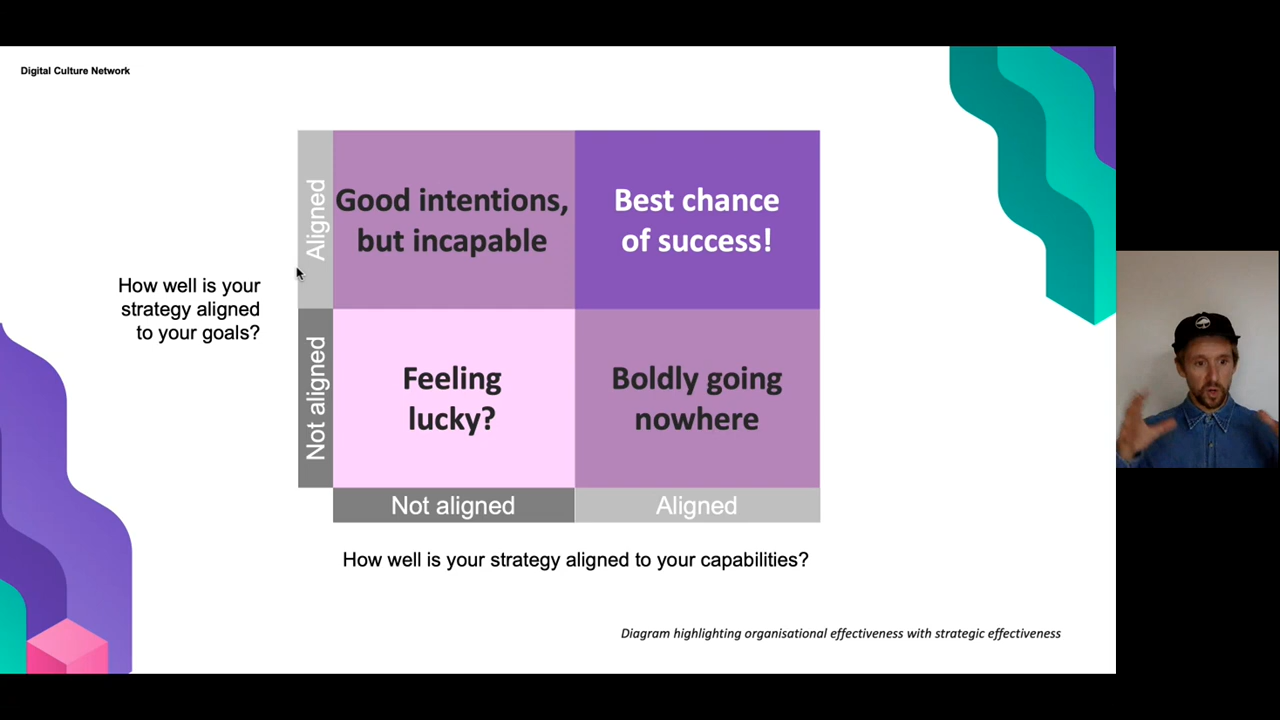 Digital Culture Network
Aligned
Good intentions,
but incapable
Best chance
of success!
How well is your
strategy aligned
to your goals?
Not aligned
Feeling
lucky?
Boldly going
nowhere
Not aligned
Aligned
How well is your strategy aligned to your capabilities?
Diagram highlighting organisational effectiveness with strategic effectiveness